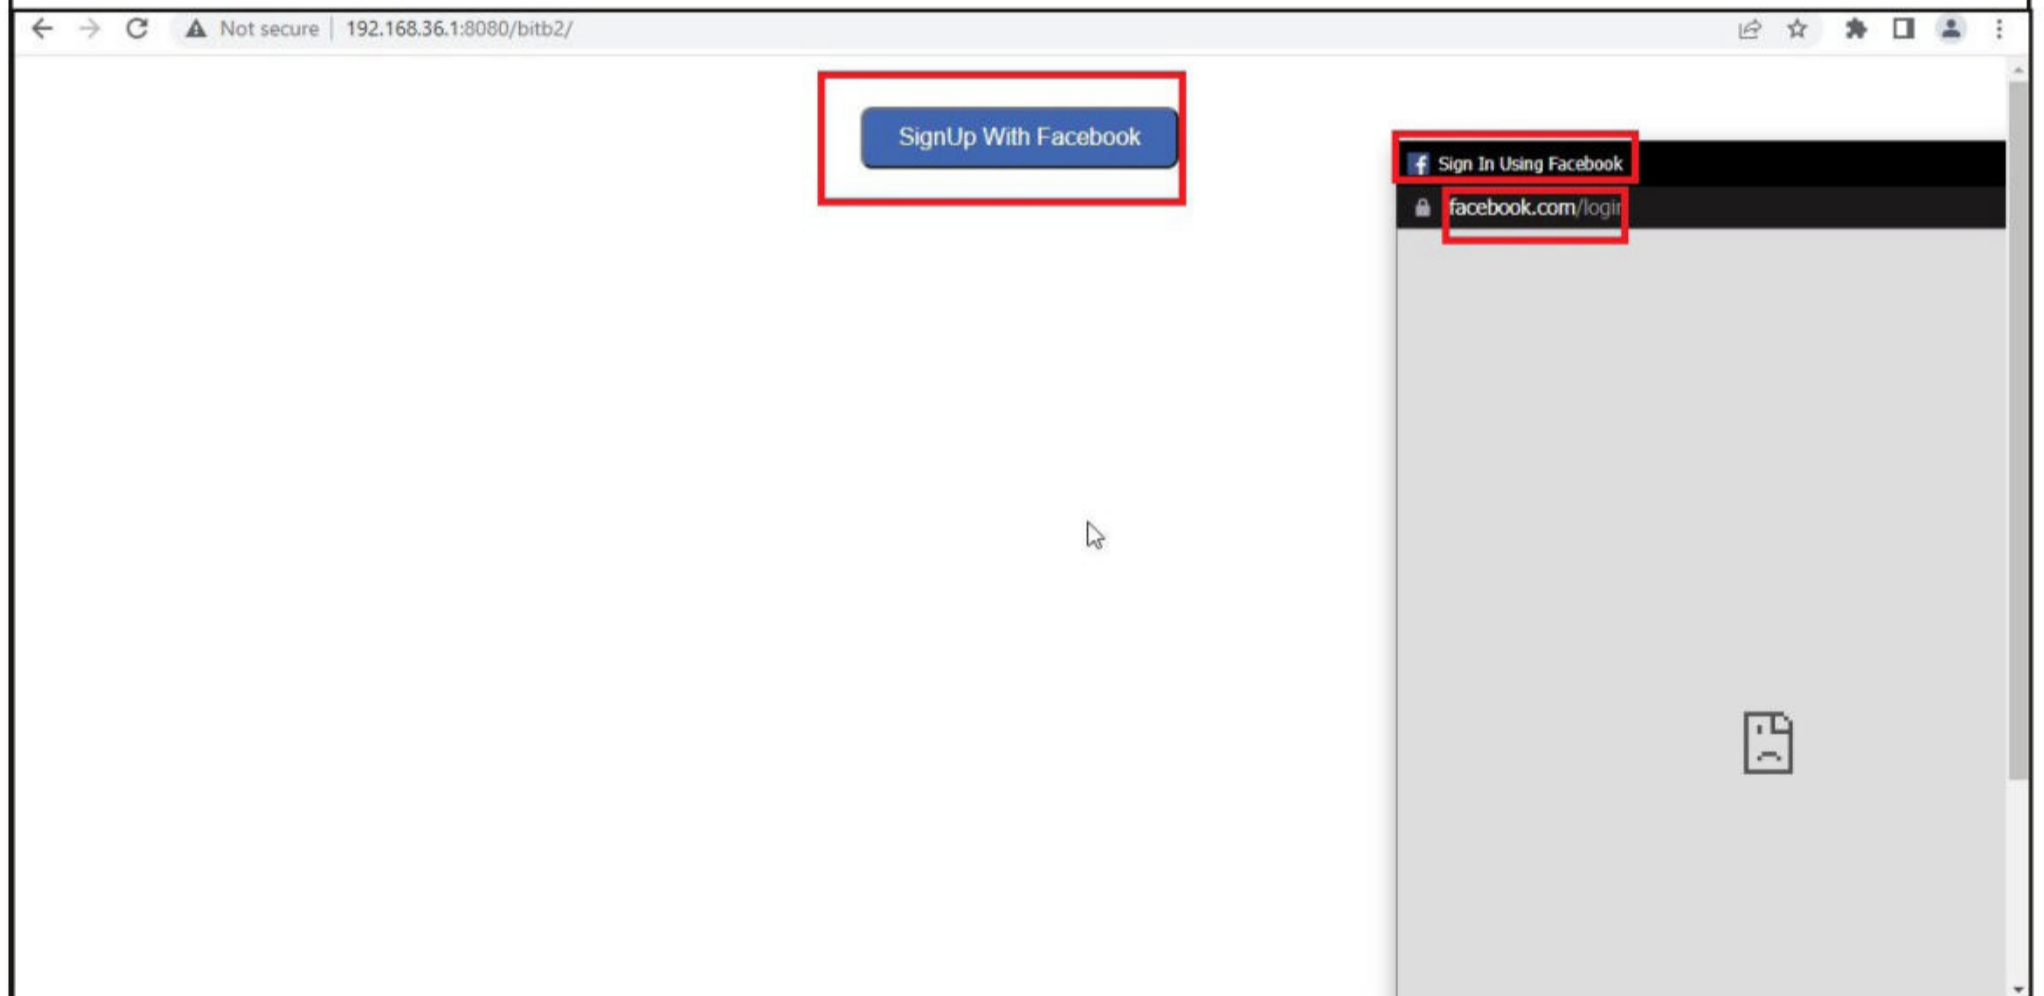 Not secure | 192.168.36.1:8080/bitb2/
SignUp With Facebook
f Sign In Using Facebook
facebook.com/login